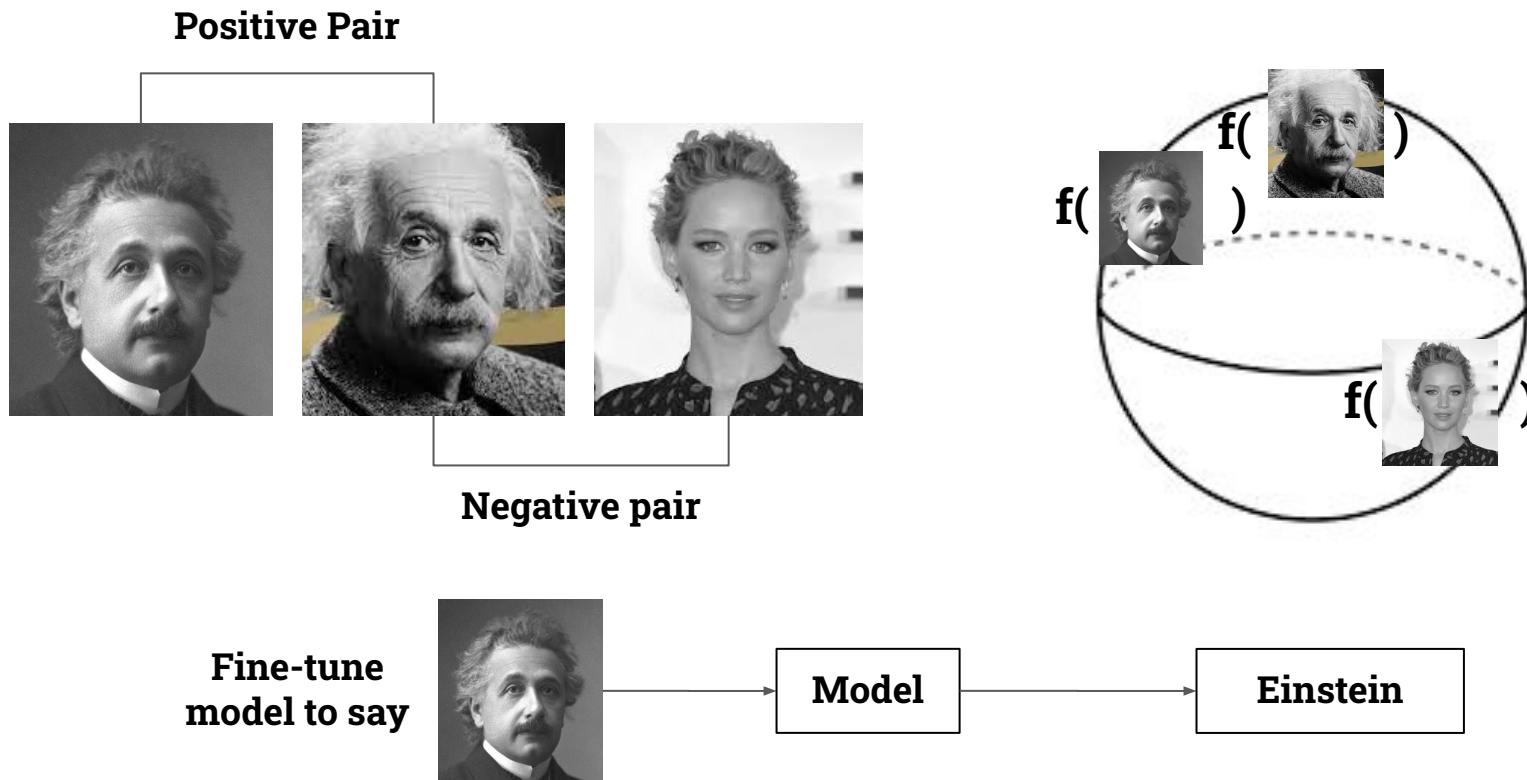 Positive Pair
f( )
f( )
f( )
Negative pair
Fine-tune
model to say
Model
Einstein